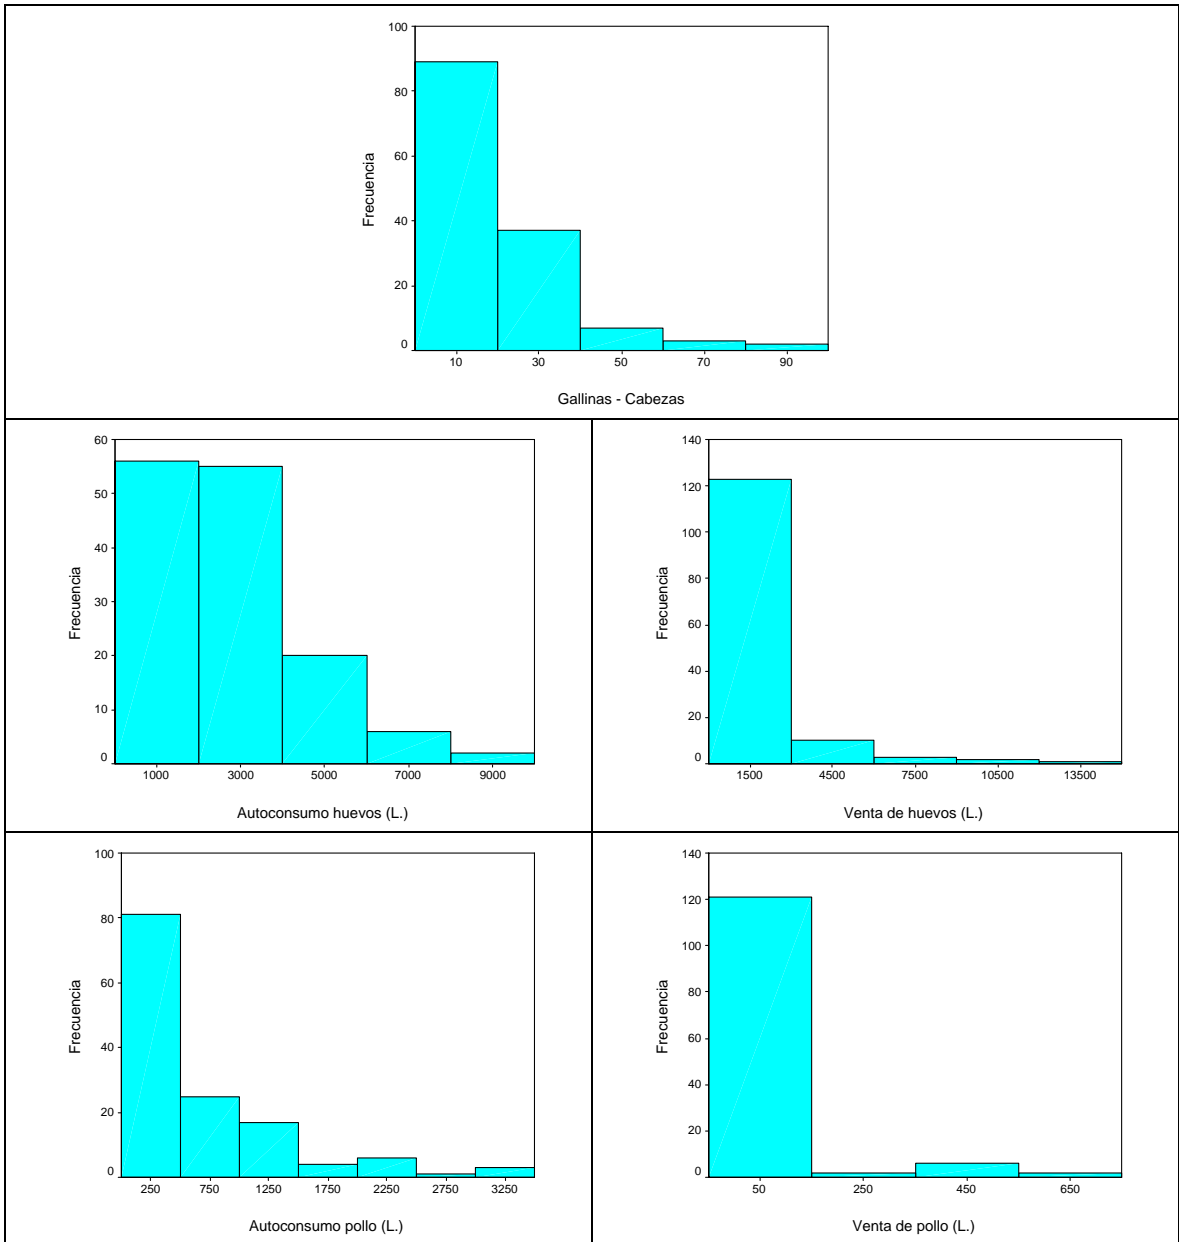 100
80
60
40
20
0
Frecuencia
10 30 50 70 90
Gallinas - Cabezas
60
50
40
30
20
10
0
Frecuencia
1000 3000 5000 7000 9000
Autoconsumo huevos (L.)
140
120
100
80
60
40
20
0
Frecuencia
1500 4500 7500 10500 13500
Venta de huevos (L.)
100
80
60
40
20
0
Frecuencia
250 750 1250 1750 2250 2750 3250
Autoconsumo pollo (L.)
140
120
100
80
60
40
20
0
Frecuencia
50 250 450 650
Venta de pollo (L.)